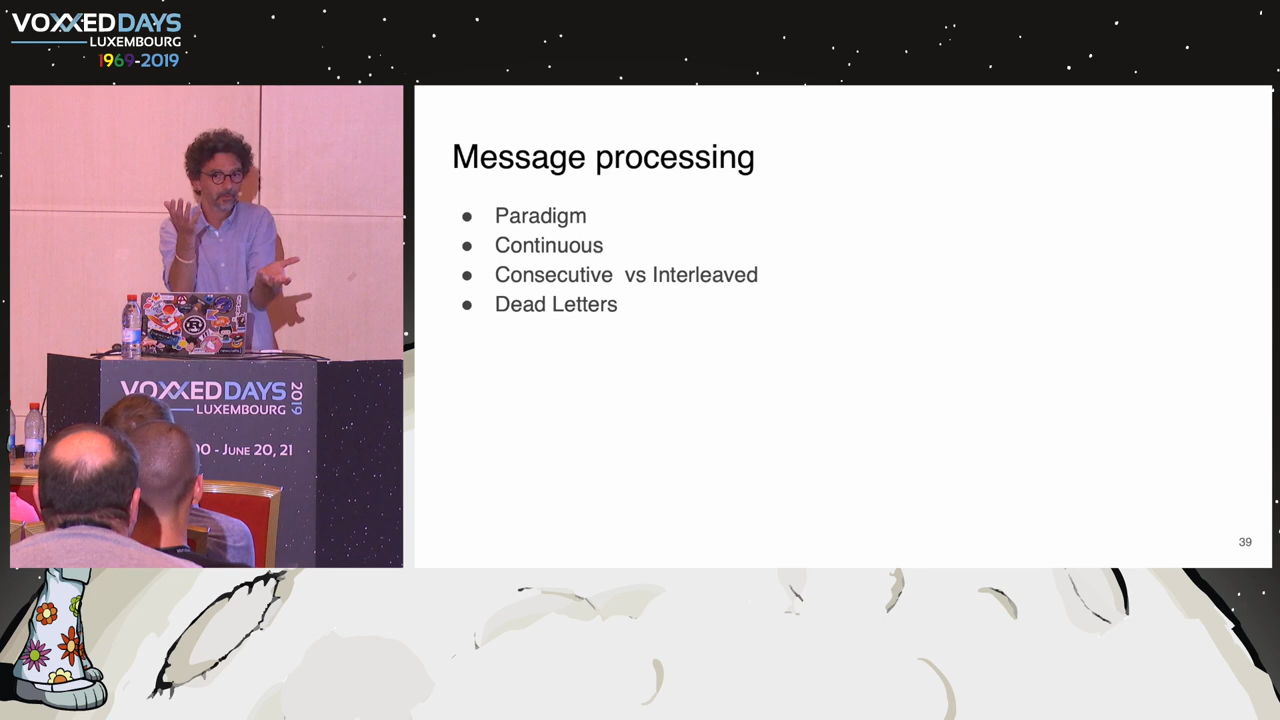 VOXXED DAYS
LUXEMBOURG
1969-2019
Message processing
● Paradigm
● Continuous
● Consecutive vs Interleaved
● Dead Letters
39
VOXXED DAYS 2019
LUXEMBOURG
00 - JUNE 20, 21